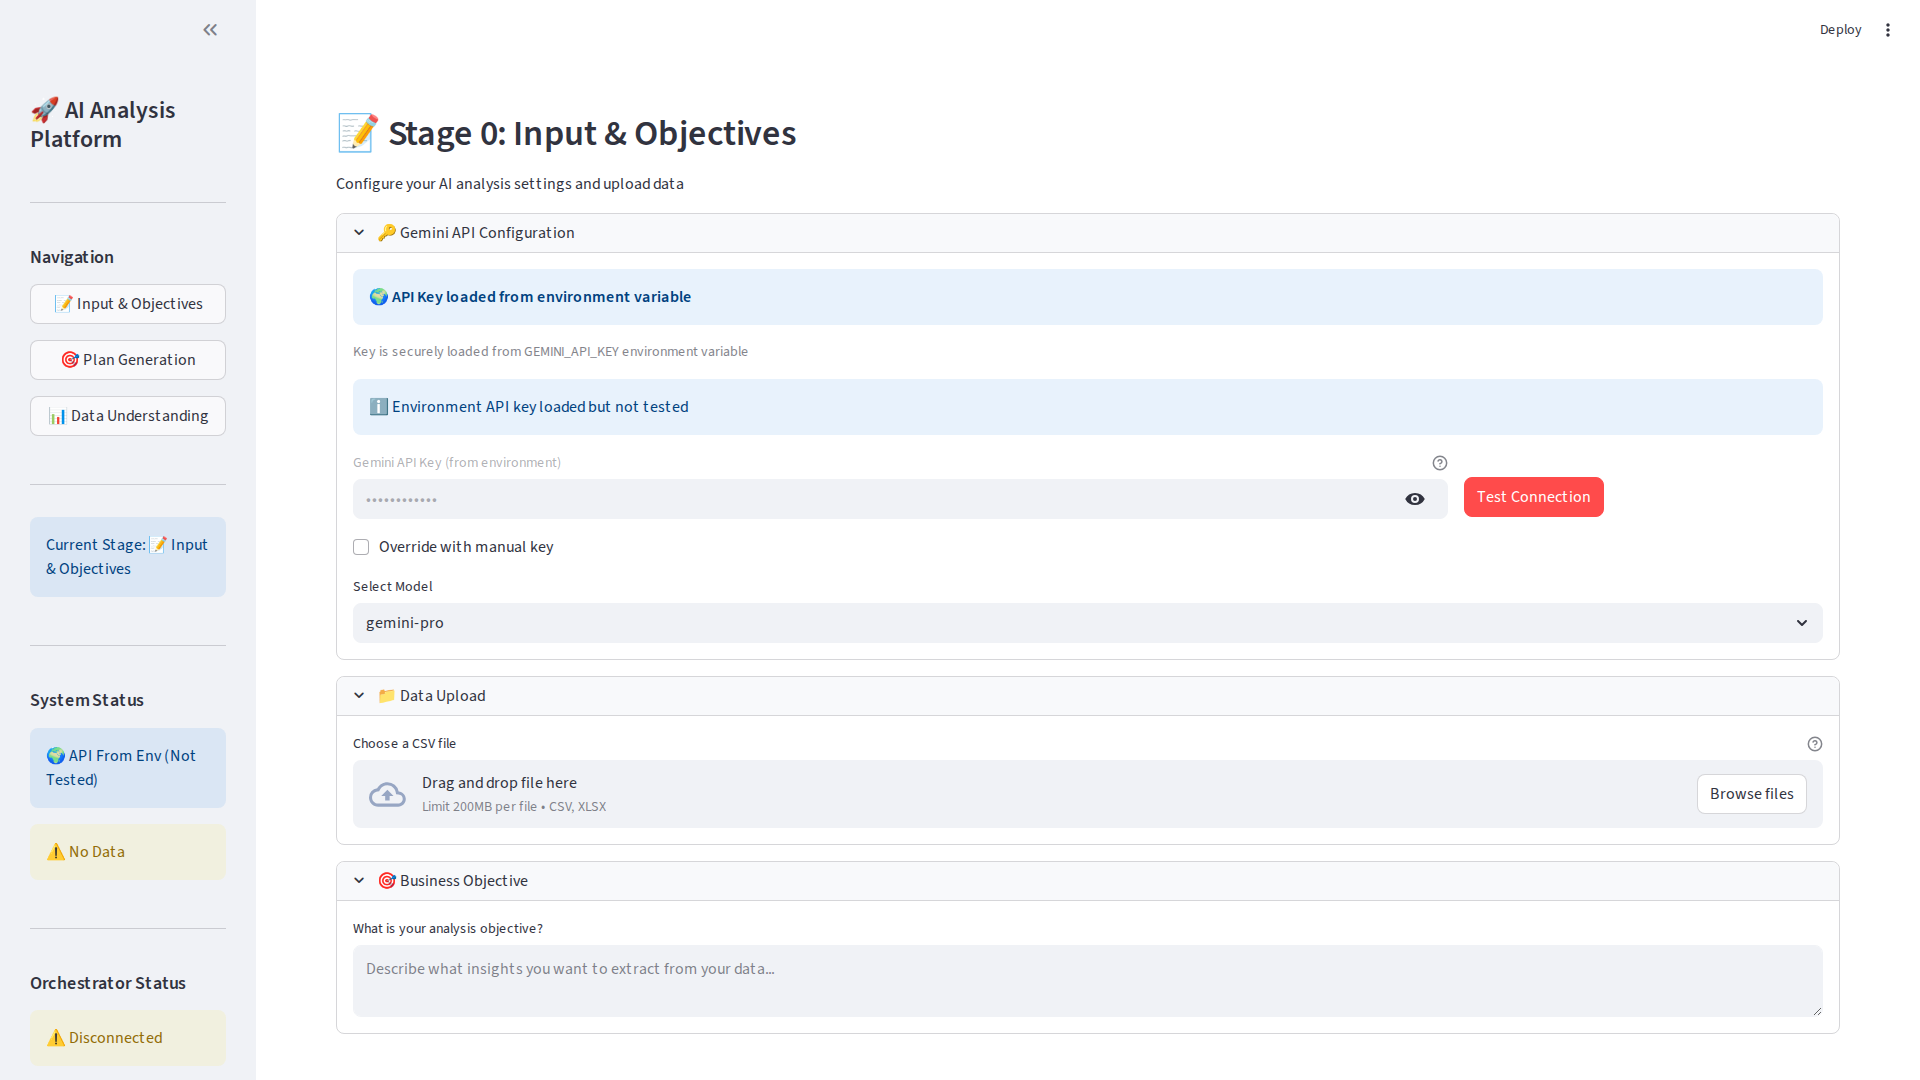 Deploy
🚀 AI Analysis
Platform
Navigation
📝 Input & Objectives
🎯 Plan Generation
📊 Data Understanding
Current Stage: 📝 Input
& Objectives
System Status
🌍 API From Env (Not
Tested)
⚠️ No Data
Orchestrator Status
⚠️ Disconnected
📝 Stage 0: Input & Objectives
Configure your AI analysis settings and upload data
🔑 Gemini API Configuration
🌍 API Key loaded from environment variable
Key is securely loaded from GEMINI_API_KEY environment variable
ℹ️ Environment API key loaded but not tested
Gemini API Key (from environment)
••••••••••••
Test Connection
Override with manual key
Select Model
gemini-pro
📁 Data Upload
Choose a CSV file
Drag and drop file here
Limit 200MB per file • CSV, XLSX
Browse files
🎯 Business Objective
What is your analysis objective?
Describe what insights you want to extract from your data...